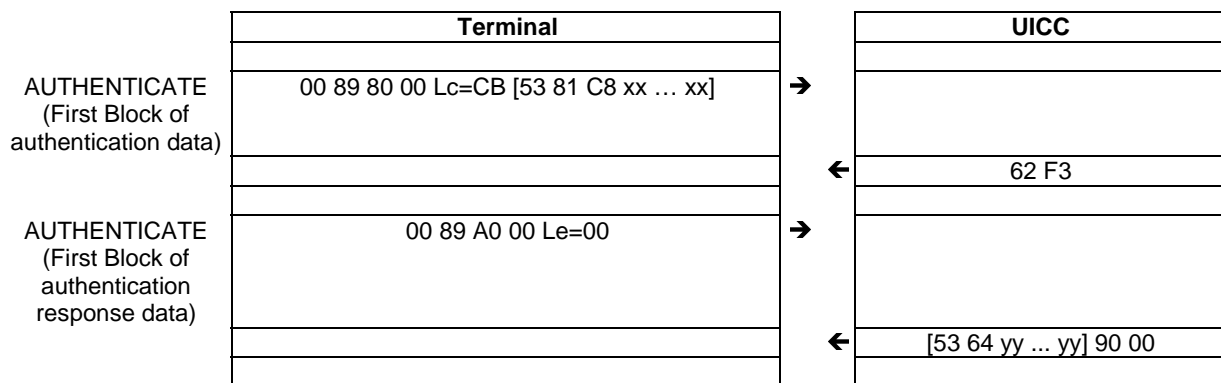 Terminal UICC
AUTHENTICATE
(First Block of
authentication data)
00 89 80 00 Lc=CB [53 81 C8 xx … xx] ➔
🡸 62 F3
AUTHENTICATE
(First Block of
authentication
response data)
00 89 A0 00 Le=00 ➔
🡸 [53 64 yy ... yy] 90 00